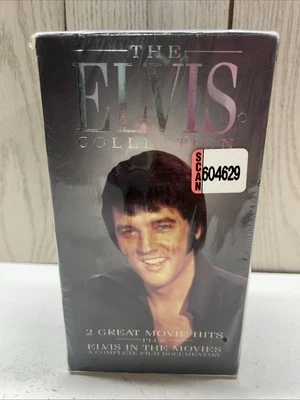 THE
ELVIS
COLLECTION
SCAN
604629
2 GREAT MOVIE HITS
PLUS
ELVIS IN THE MOVIES
A COMPLETE FILM DOCUMENTARY